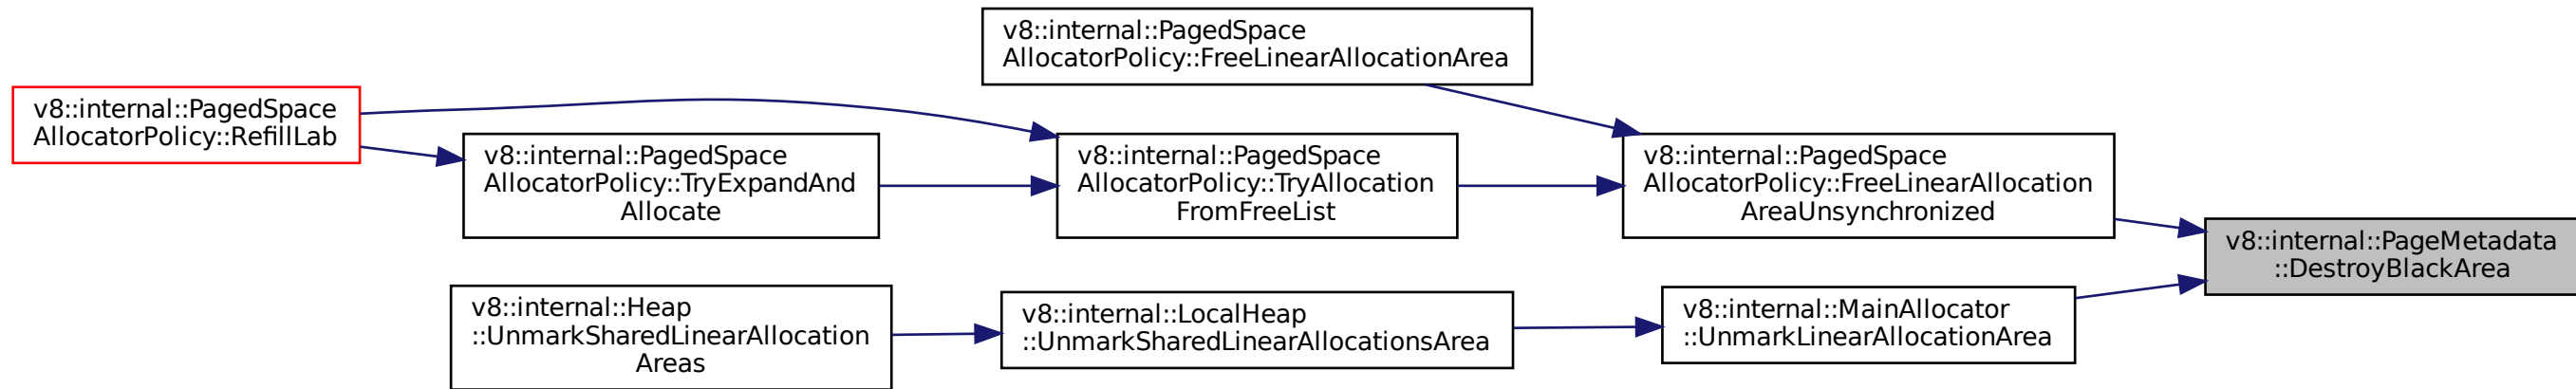 v8::internal::PagedSpace
AllocatorPolicy::FreeLinearAllocationArea
v8::internal::PagedSpace
AllocatorPolicy::RefillLab
v8::internal::PagedSpace
AllocatorPolicy::TryExpandAnd
Allocate
v8::internal::PagedSpace
AllocatorPolicy::TryAllocation
FromFreeList
v8::internal::PagedSpace
AllocatorPolicy::FreeLinearAllocation
AreaUnsynchronized
v8::internal::PageMetadata
::DestroyBlackArea
v8::internal::Heap
::UnmarkSharedLinearAllocation
Areas
v8::internal::LocalHeap
::UnmarkSharedLinearAllocationsArea
v8::internal::MainAllocator
::UnmarkLinearAllocationArea